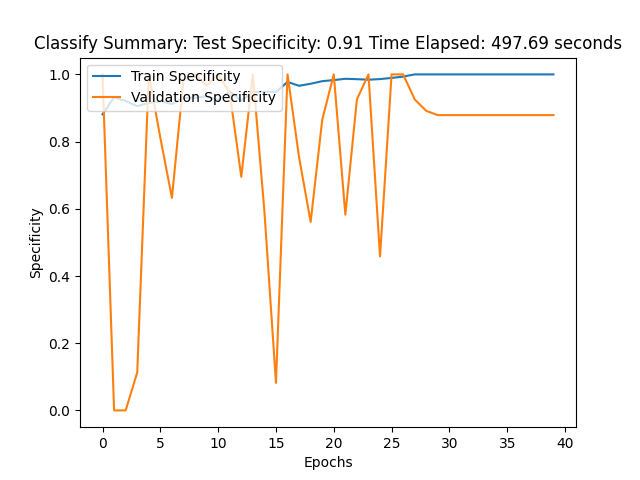 Classify Summary: Test Specificity: 0.91 Time Elapsed: 497.69 seconds
Train Specificity
Validation Specificity
1.0
0.8
0.6
0.4
0.2
0.0
Specificity
0 5 10 15 20 25 30 35 40
Epochs